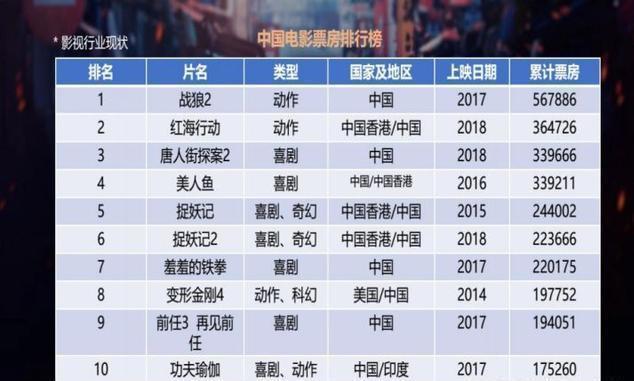 * 影视行业现状
中国电影票房排行榜
排名 片名 类型 国家及地区 上映日期 累计票房
1 战狼2 动作 中国 2017 567886
2 红海行动 动作 中国香港/中国 2018 364726
3 唐人街探案2 喜剧 中国 2018 339666
4 美人鱼 喜剧 中国/中国香港 2016 339211
5 捉妖记 喜剧、奇幻 中国香港/中国 2015 244002
6 捉妖记2 喜剧、奇幻 中国香港/中国 2018 223666
7 羞羞的铁拳 喜剧 中国 2017 220175
8 变形金刚4 动作、科幻 美国/中国 2014 197752
9 前任3 再见前 喜剧 中国 2017 194051
任
10 功夫瑜伽 喜剧、动作 中国/印度 2017 175260